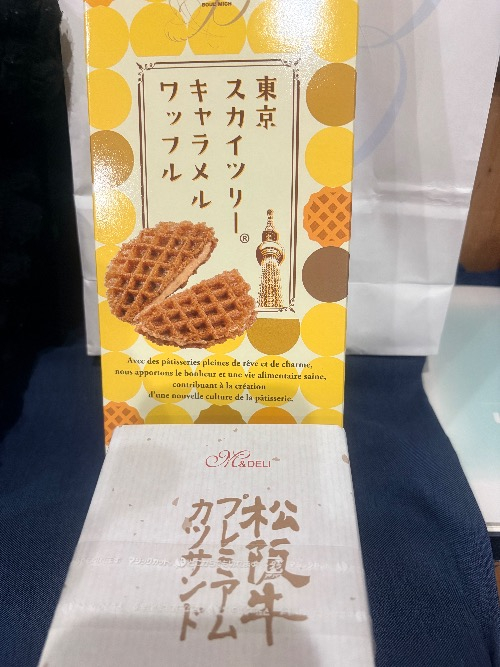 BOUL'MICH
東京
スカイツリー®
キャラメル
ワッフル
Avec des pâtisseries pleines de rêve et de charme,
nous apportons le bonheur et une vie alimentaire saine,
contribuant à la création
d'une nouvelle culture de la pâtisserie.
M&DELI
松阪牛
プレミアム
カツサンド